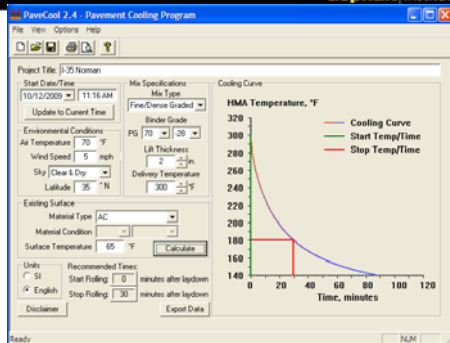 PaveCool 2.4 - Pavement Cooling Program
File View Options Help
Project Title: I-35 Norman
Start Date/Time
10/12/2009 11:16 AM
Update to Current Time
Environmental Conditions
Air Temperature 70 °F
Wind Speed 5 mph
Sky Clear & Dry
Latitude 35 °N
Mix Specifications
Mix Type
Fine/Dense Graded
Binder Grade
PG 70 -28
Lift Thickness
2 in.
Delivery Temperature
300 °F
Existing Surface
Material Type AC
Material Condition
Surface Temperature 65 °F
Calculate
Units
SI
English
Recommended Times:
Start Rolling: 0 minutes after laydown
Stop Rolling: 30 minutes after laydown
Disclaimer
Export Data
Cooling Curve
HMA Temperature, °F
320
300
280
260
240
220
200
180
160
140
Cooling Curve
Start Temp/Time
Stop Temp/Time
0 20 40 60 80 100 120
Time, minutes
Ready
NUM